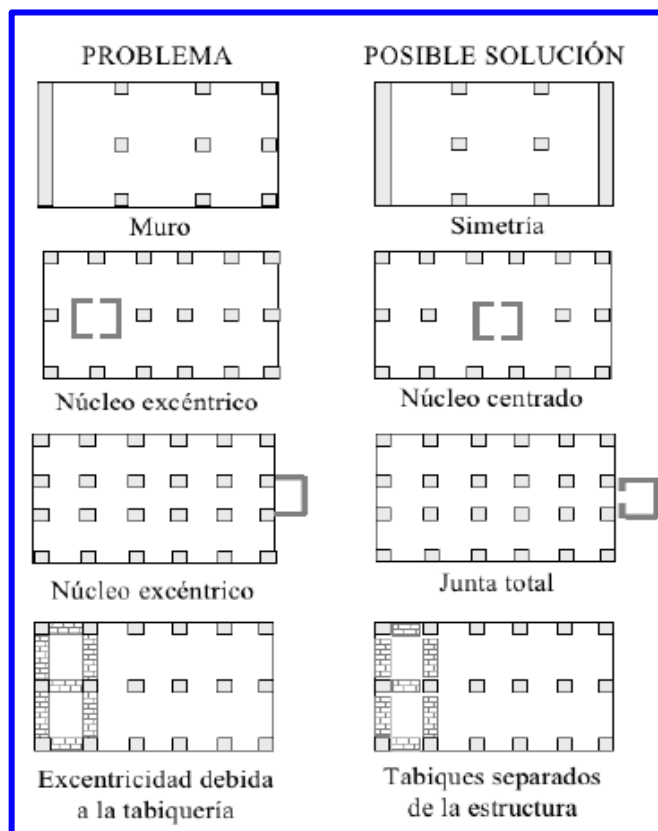 PROBLEMA
POSIBLE SOLUCIÓN
Muro
Simetría
Núcleo excéntrico
Núcleo centrado
Núcleo excéntrico
Junta total
Excentricidad debida
a la tabiquería
Tabiques separados
de la estructura